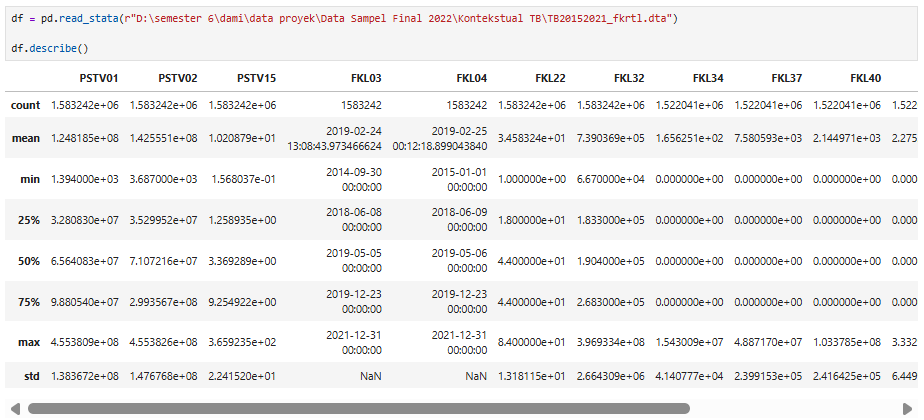 df = pd.read_stata(r"D:\semester 6\dami\data proyek\Data Sampel Final 2022\Kontekstual TB\TB20152021_fkrtl.dta")
df.describe()
PSTV01 PSTV02 PSTV15 FKL03 FKL04 FKL22 FKL32 FKL34 FKL37 FKL40
count 1.583242e+06 1.583242e+06 1.583242e+06 1583242 1583242 1.583242e+06 1.583242e+06 1.522041e+06 1.522041e+06 1.522041e+06 1.522
mean 1.248185e+08 1.425551e+08 1.020879e+01 2019-02-24 13:08:43.973466624 2019-02-25 00:12:18.899043840 3.458324e+01 7.390369e+05 1.656251e+02 7.580593e+03 2.144971e+03 2.275
min 1.394000e+03 3.687000e+03 1.568037e-01 2014-09-30 00:00:00 2015-01-01 00:00:00 1.000000e+00 6.670000e+04 0.000000e+00 0.000000e+00 0.000000e+00 0.000
25% 3.280830e+07 3.529952e+07 1.258935e+00 2018-06-08 00:00:00 2018-06-09 00:00:00 1.800000e+01 1.833000e+05 0.000000e+00 0.000000e+00 0.000000e+00 0.000
50% 6.564083e+07 7.107216e+07 3.369289e+00 2019-05-05 00:00:00 2019-05-06 00:00:00 4.400000e+01 1.904000e+05 0.000000e+00 0.000000e+00 0.000000e+00 0.000
75% 9.880540e+07 2.993567e+08 9.254922e+00 2019-12-23 00:00:00 2019-12-23 00:00:00 4.400000e+01 2.683000e+05 0.000000e+00 0.000000e+00 0.000000e+00 0.000
max 4.553809e+08 4.553826e+08 3.659235e+02 2021-12-31 00:00:00 2021-12-31 00:00:00 8.400000e+01 3.969334e+08 1.543009e+07 4.887170e+07 1.033785e+08 3.332
std 1.383672e+08 1.476768e+08 2.241520e+01 NaN NaN 1.318115e+01 2.664309e+06 4.140777e+04 2.399153e+05 2.416425e+05 6.449